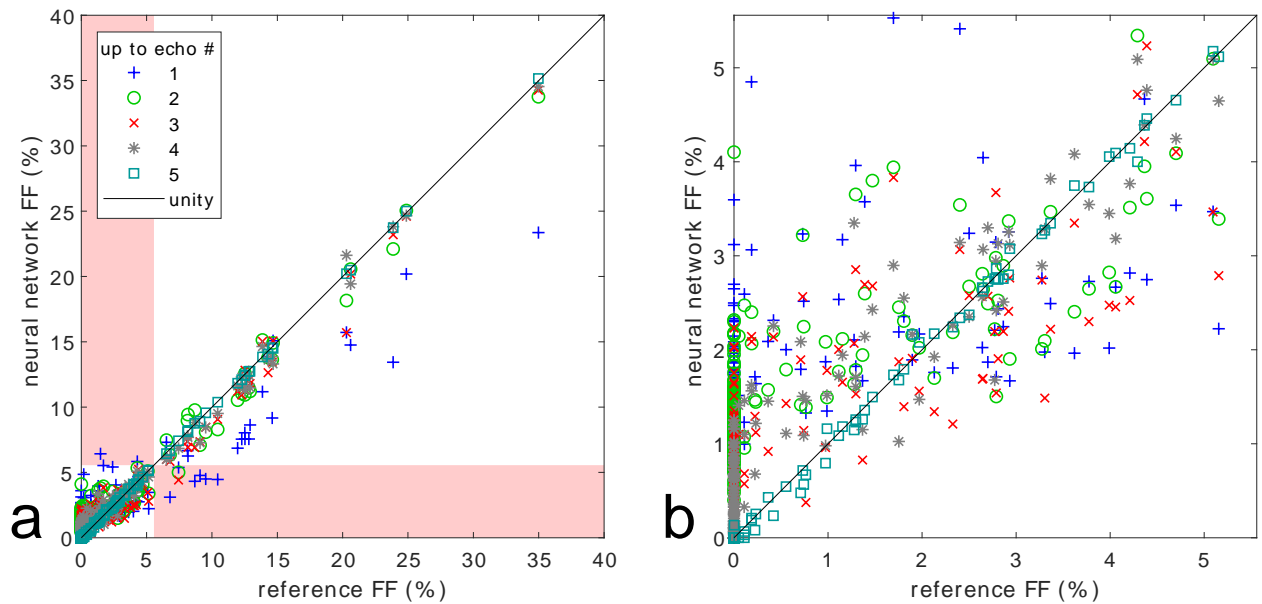 40
35
30
25
20
15
10
5
0
neural network FF (%)
up to echo #
1
2
3
4
5
unity
0 5 10 15 20 25 30 35 40
reference FF (%)
a
5
4
3
2
1
0
neural network FF (%)
0 1 2 3 4 5
reference FF (%)
b